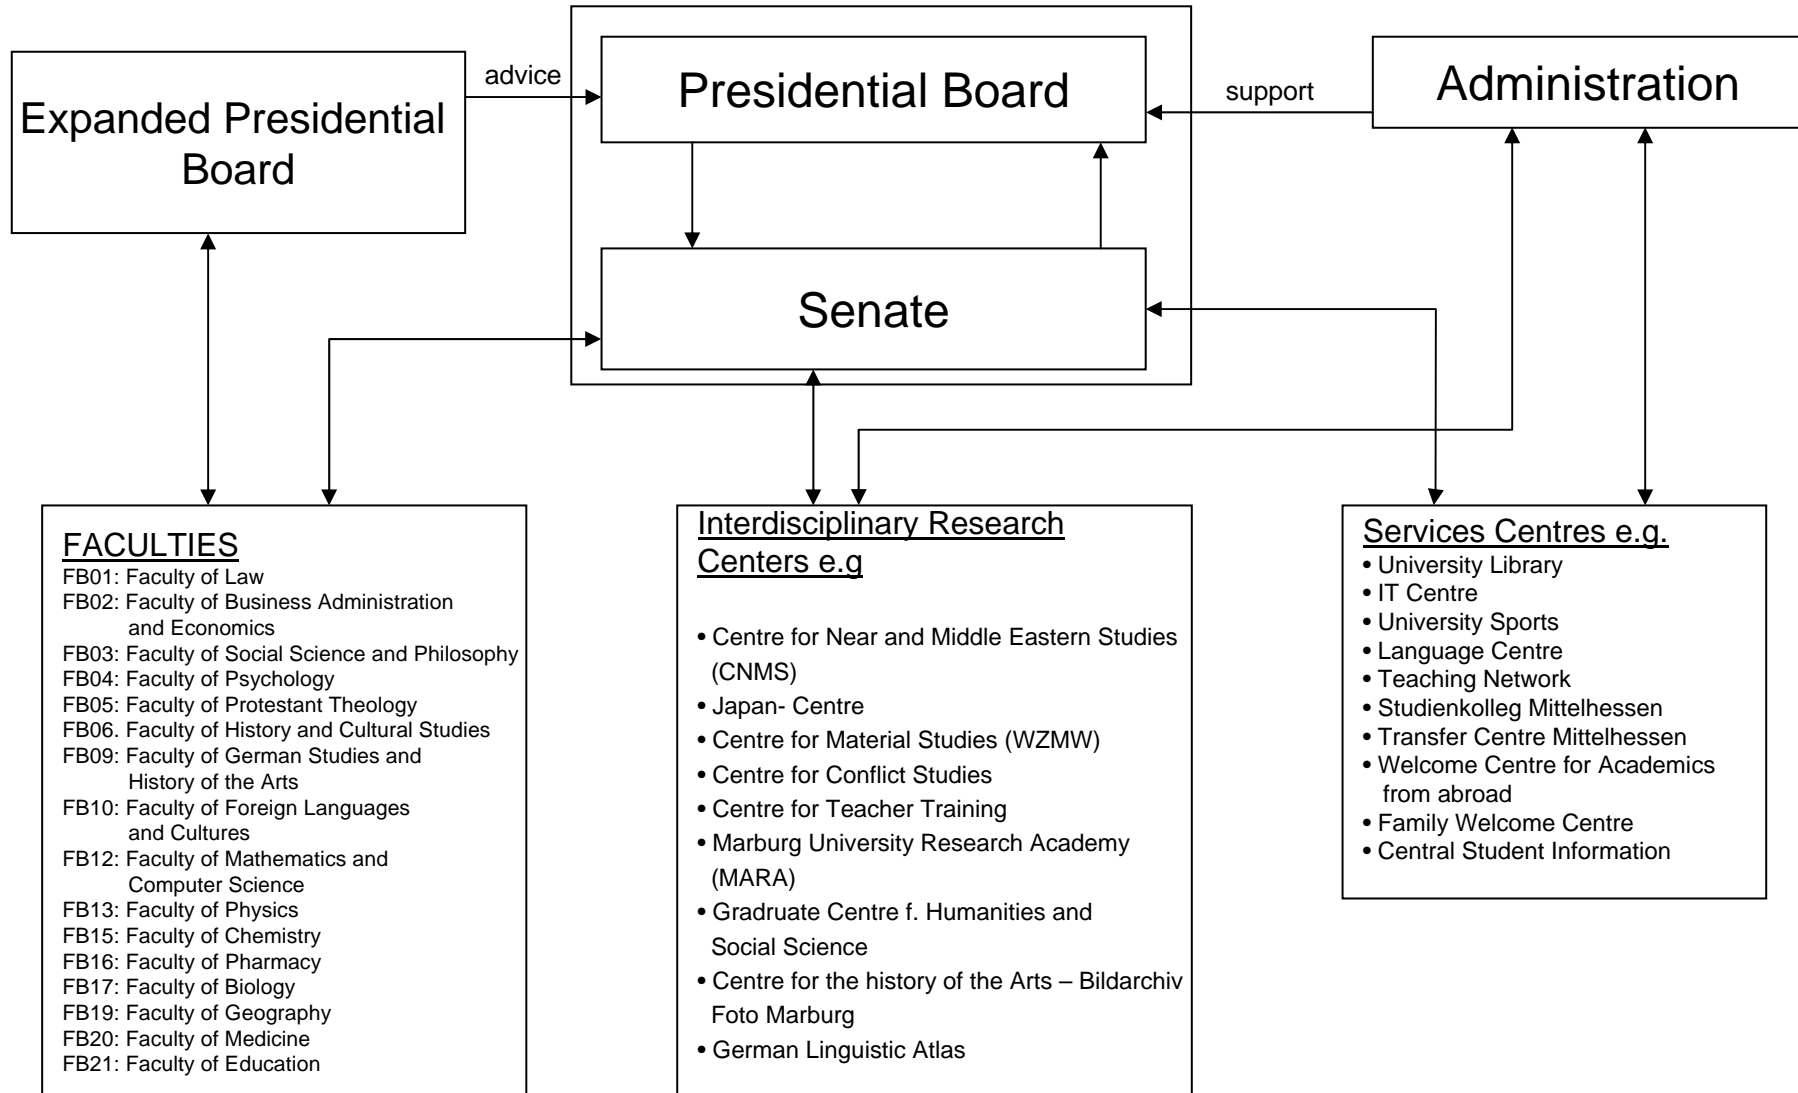 Expanded Presidential
Board
advice
Presidential Board
support
Administration
Senate
FACULTIES
FB01: Faculty of Law
FB02: Faculty of Business Administration
and Economics
FB03: Faculty of Social Science and Philosophy
FB04: Faculty of Psychology
FB05: Faculty of Protestant Theology
FB06. Faculty of History and Cultural Studies
FB09: Faculty of German Studies and
History of the Arts
FB10: Faculty of Foreign Languages
and Cultures
FB12: Faculty of Mathematics and
Computer Science
FB13: Faculty of Physics
FB15: Faculty of Chemistry
FB16: Faculty of Pharmacy
FB17: Faculty of Biology
FB19: Faculty of Geography
FB20: Faculty of Medicine
FB21: Faculty of Education
Interdisciplinary Research
Centers e.g
• Centre for Near and Middle Eastern Studies
(CNMS)
• Japan- Centre
• Centre for Material Studies (WZMW)
• Centre for Conflict Studies
• Centre for Teacher Training
• Marburg University Research Academy
(MARA)
• Gradruate Centre f. Humanities and
Social Science
• Centre for the history of the Arts – Bildarchiv
Foto Marburg
• German Linguistic Atlas
Services Centres e.g.
• University Library
• IT Centre
• University Sports
• Language Centre
• Teaching Network
• Studienkolleg Mittelhessen
• Transfer Centre Mittelhessen
• Welcome Centre for Academics
from abroad
• Family Welcome Centre
• Central Student Information